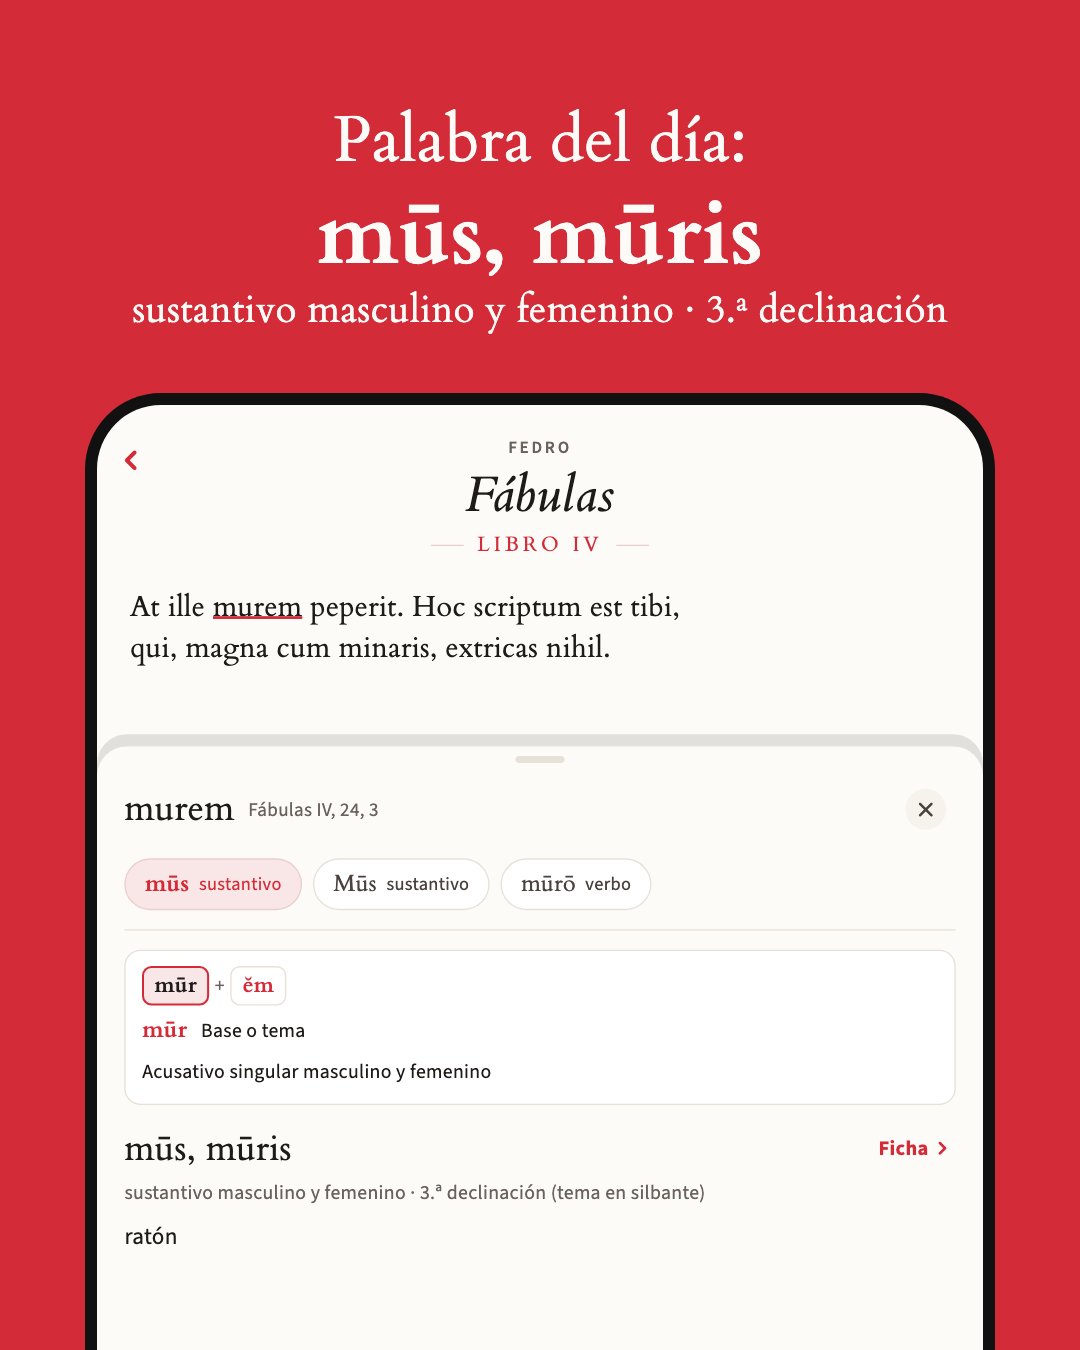 Palabra del día:
mūs, mūris
sustantivo masculino y femenino · 3.ª declinación
FEDRO
Fábulas
LIBRO IV
At ille murem peperit. Hoc scriptum est tibi,
qui, magna cum minaris, extricas nihil.
murem Fábulas IV, 24, 3
mūs sustantivo Mūs sustantivo mūrō verbo
mūr + ĕm
mūr Base o tema
Acusativo singular masculino y femenino
mūs, mūris Ficha
sustantivo masculino y femenino · 3.ª declinación (tema en silbante)
ratón